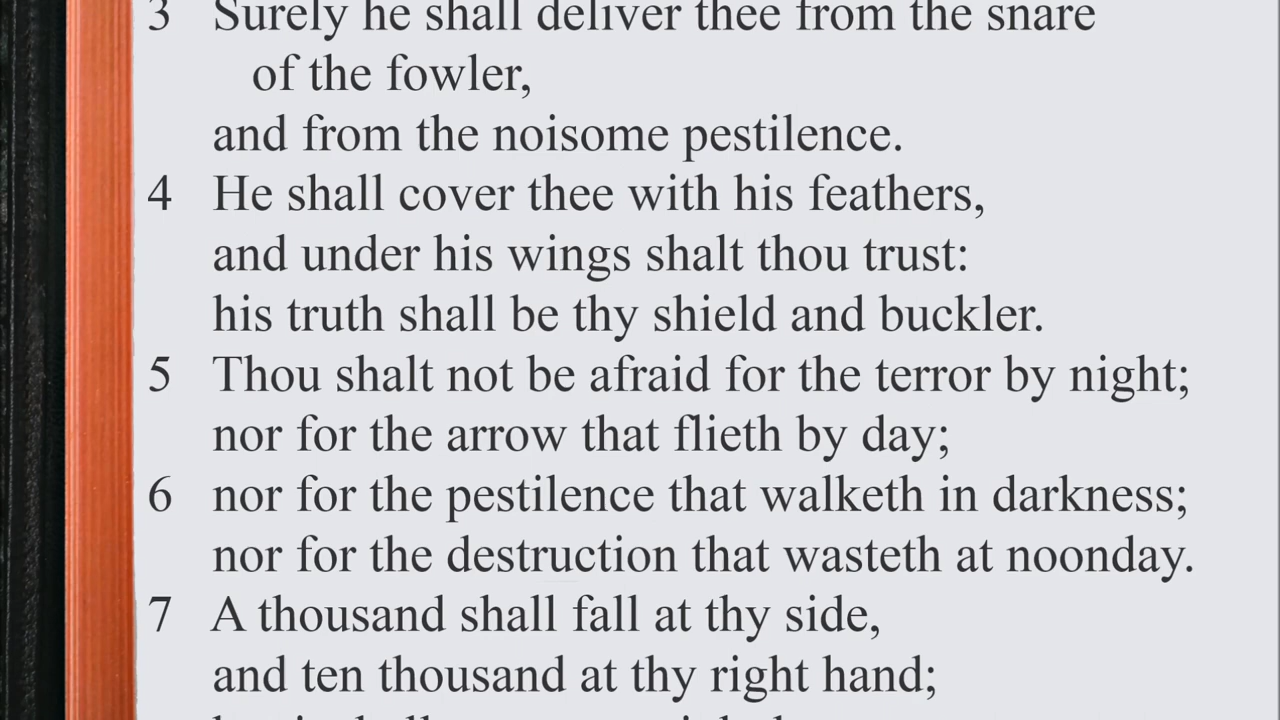 3 Surely he shall deliver thee from the snare
of the fowler,
and from the noisome pestilence.
4 He shall cover thee with his feathers,
and under his wings shalt thou trust:
his truth shall be thy shield and buckler.
5 Thou shalt not be afraid for the terror by night;
nor for the arrow that flieth by day;
6 nor for the pestilence that walketh in darkness;
nor for the destruction that wasteth at noonday.
7 A thousand shall fall at thy side,
and ten thousand at thy right hand;